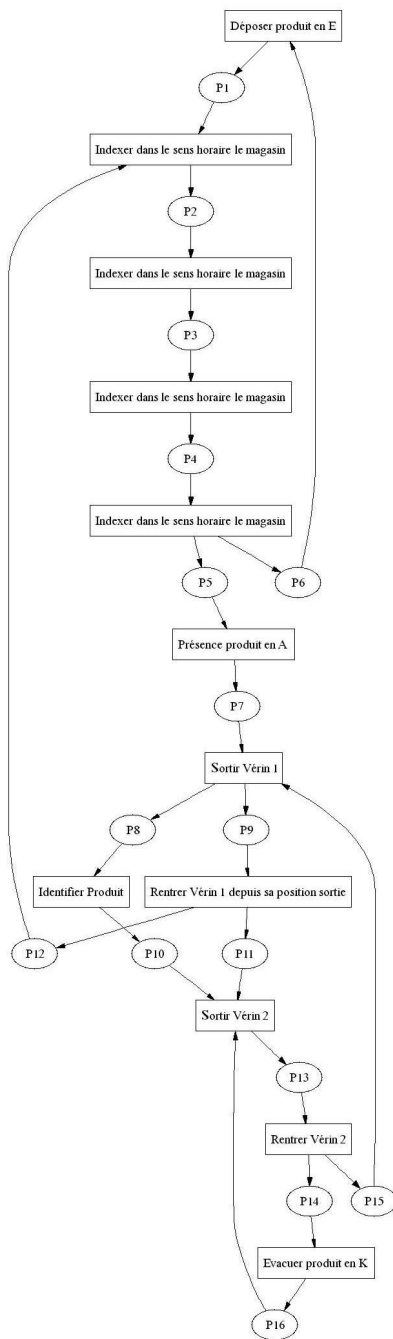 Déposer produit en E
P1
Indexer dans le sens horaire le magasin
P2
Indexer dans le sens horaire le magasin
P3
Indexer dans le sens horaire le magasin
P4
Indexer dans le sens horaire le magasin
P5
P6
Présence produit en A
P7
Sortir Vérin 1
P8
P9
Identifier Produit
Rentrer Vérin 1 depuis sa position sortie
P12
P10
P11
Sortir Vérin 2
P13
Rentrer Vérin 2
P14
P15
Evacuer produit en K
P16